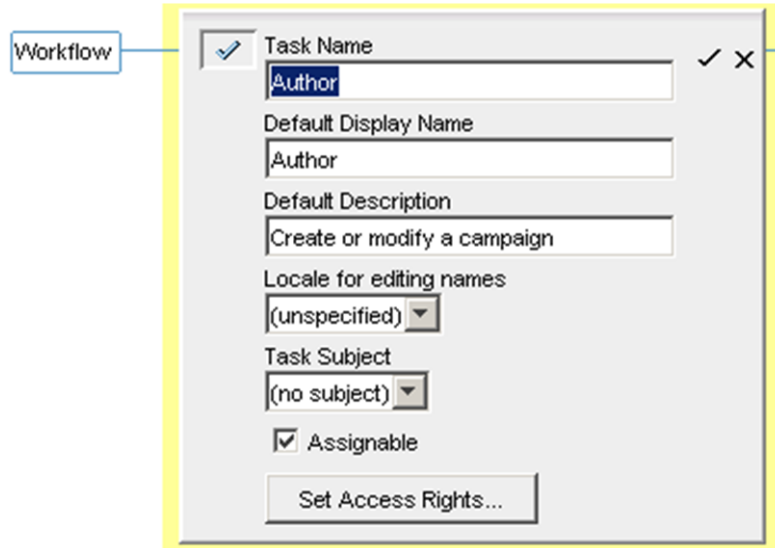 Workflow
Task Name
Author
Default Display Name
Author
Default Description
Create or modify a campaign
Locale for editing names
(unspecified)
Task Subject
(no subject)
Assignable
Set Access Rights...